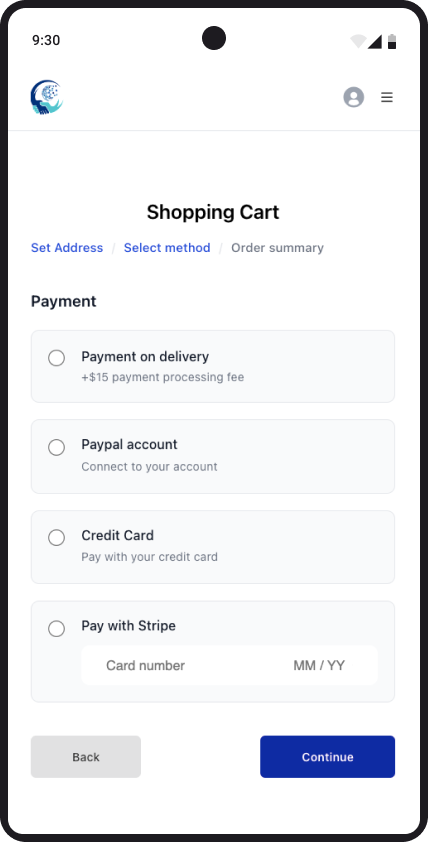 9:30
Shopping Cart
Set Address / Select method / Order summary
Payment
Payment on delivery
+$15 payment processing fee
Paypal account
Connect to your account
Credit Card
Pay with your credit card
Pay with Stripe
Card number MM / YY
Back Continue